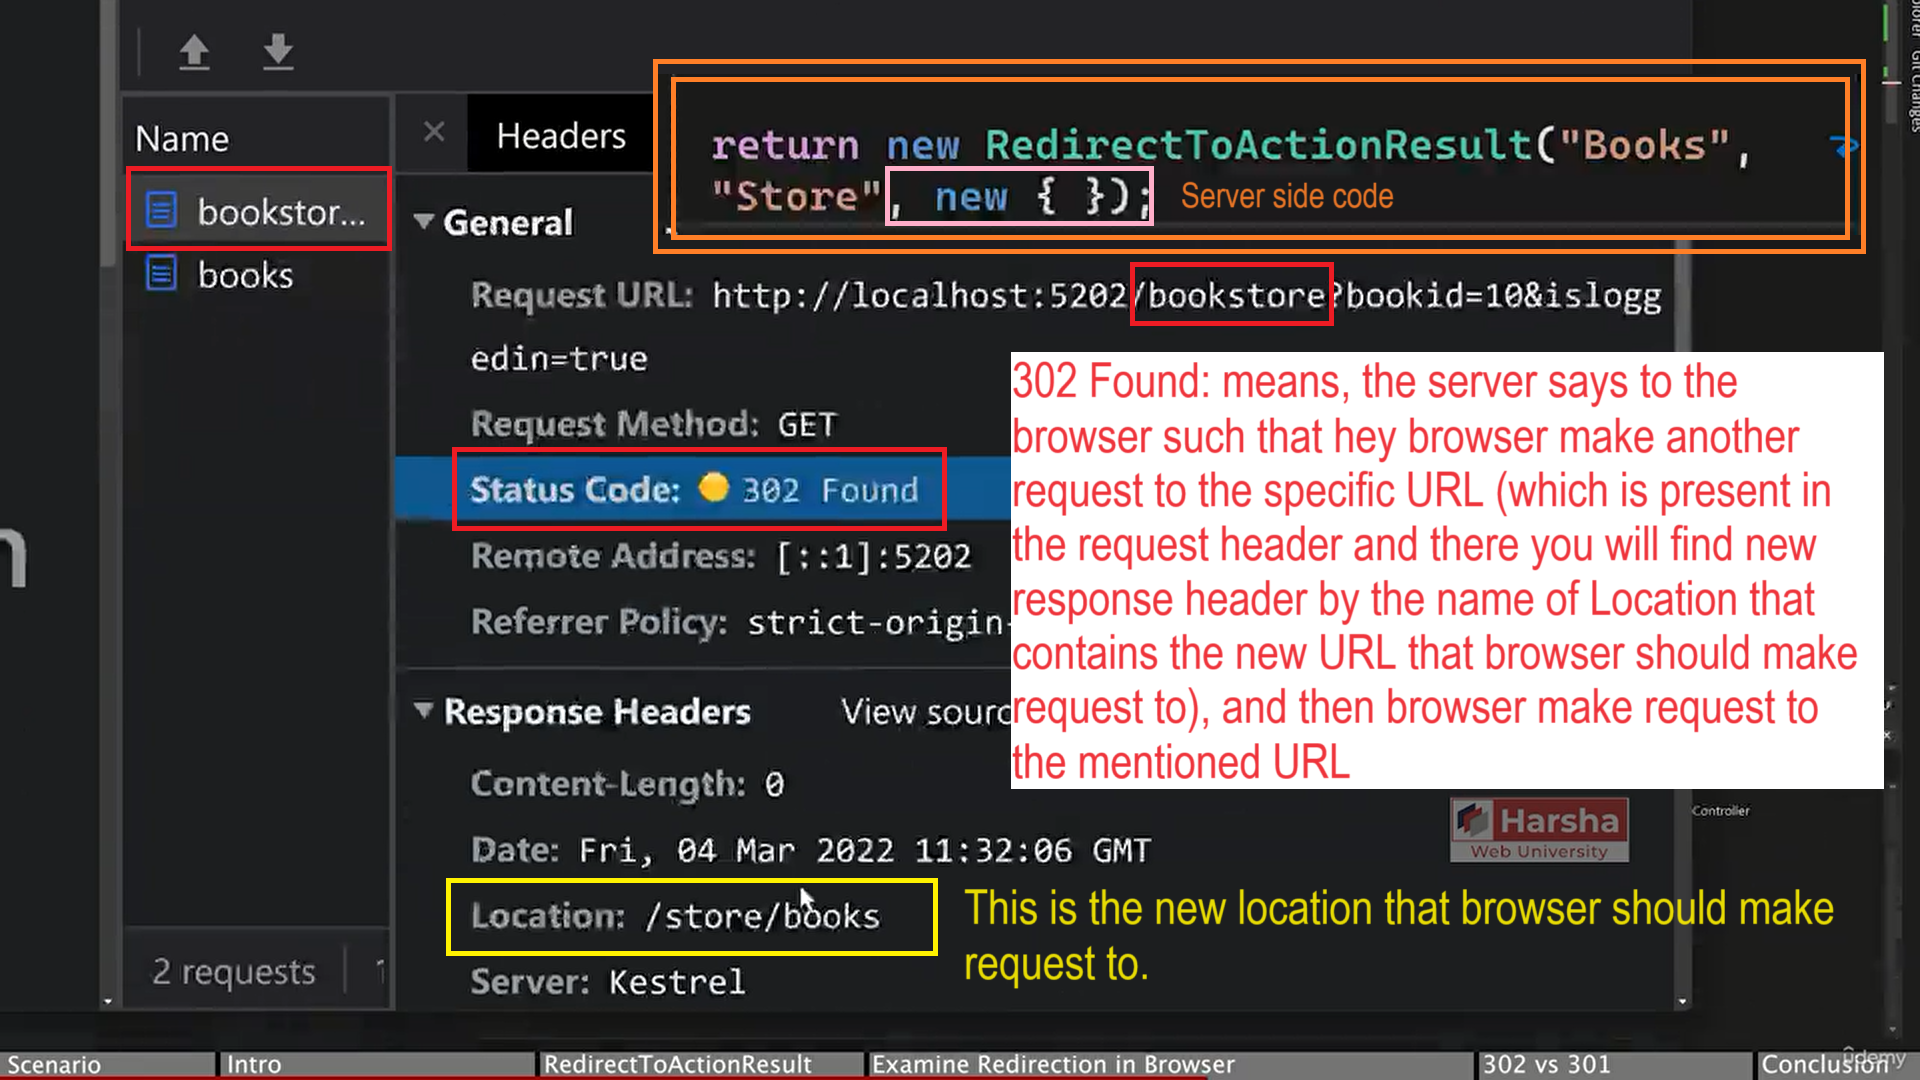 Name
bookstor...
books
2 requests
Headers
return new RedirectToActionResult("Books",
"Store", new { });
Server side code
General
Request URL: http://localhost:5202/bookstore?bookid=10&islogg
edin=true
Request Method: GET
Status Code: 302 Found
Remote Address: [::1]:5202
Referrer Policy: strict-origin-
302 Found: means, the server says to the
browser such that hey browser make another
request to the specific URL (which is present in
the request header and there you will find new
response header by the name of Location that
contains the new URL that browser should make
request to), and then browser make request to
the mentioned URL
Response Headers
View sourc
Content-Length: 0
Date: Fri, 04 Mar 2022 11:32:06 GMT
Location: /store/books
Server: Kestrel
This is the new location that browser should make
request to.
Harsha
Web University
Controller
Git Changes
Scenario
Intro
RedirectToActionResult
Examine Redirection in Browser
302 vs 301
Conclusion
ûdemy